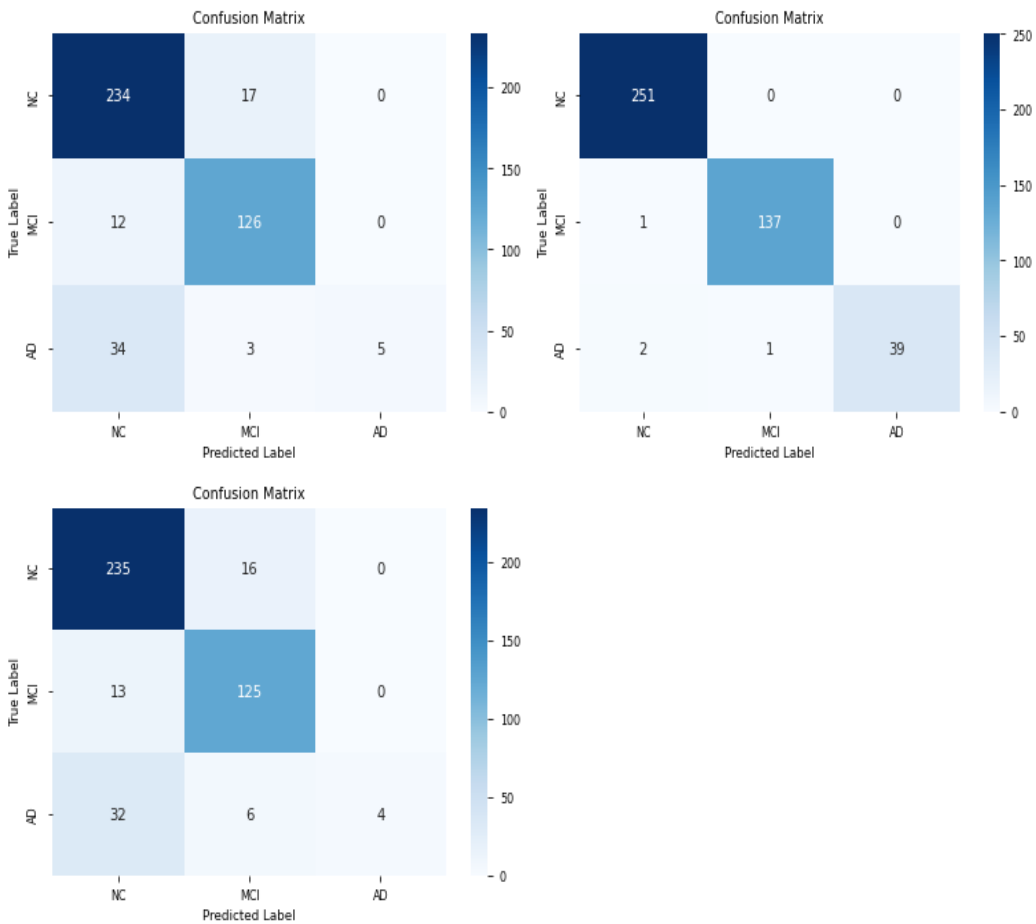 Confusion Matrix
NC 234 17 0
MCI 12 126 0
AD 34 3 5
True Label
NC MCI AD
Predicted Label
200
150
100
50
0
Confusion Matrix
NC 251 0 0
MCI 1 137 0
AD 2 1 39
True Label
NC MCI AD
Predicted Label
250
200
150
100
50
0
Confusion Matrix
NC 235 16 0
MCI 13 125 0
AD 32 6 4
True Label
NC MCI AD
Predicted Label
200
150
100
50
0